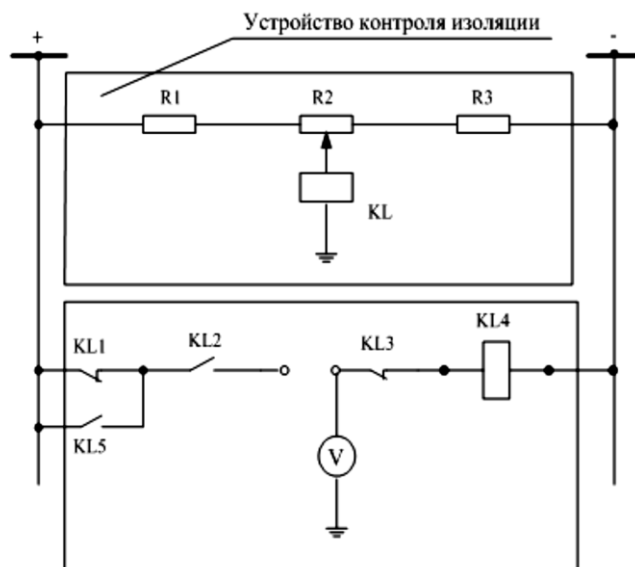 Устройство контроля изоляции
+ -
R1 R2 R3
KL
KL1 KL2 KL3 KL4
KL5
V